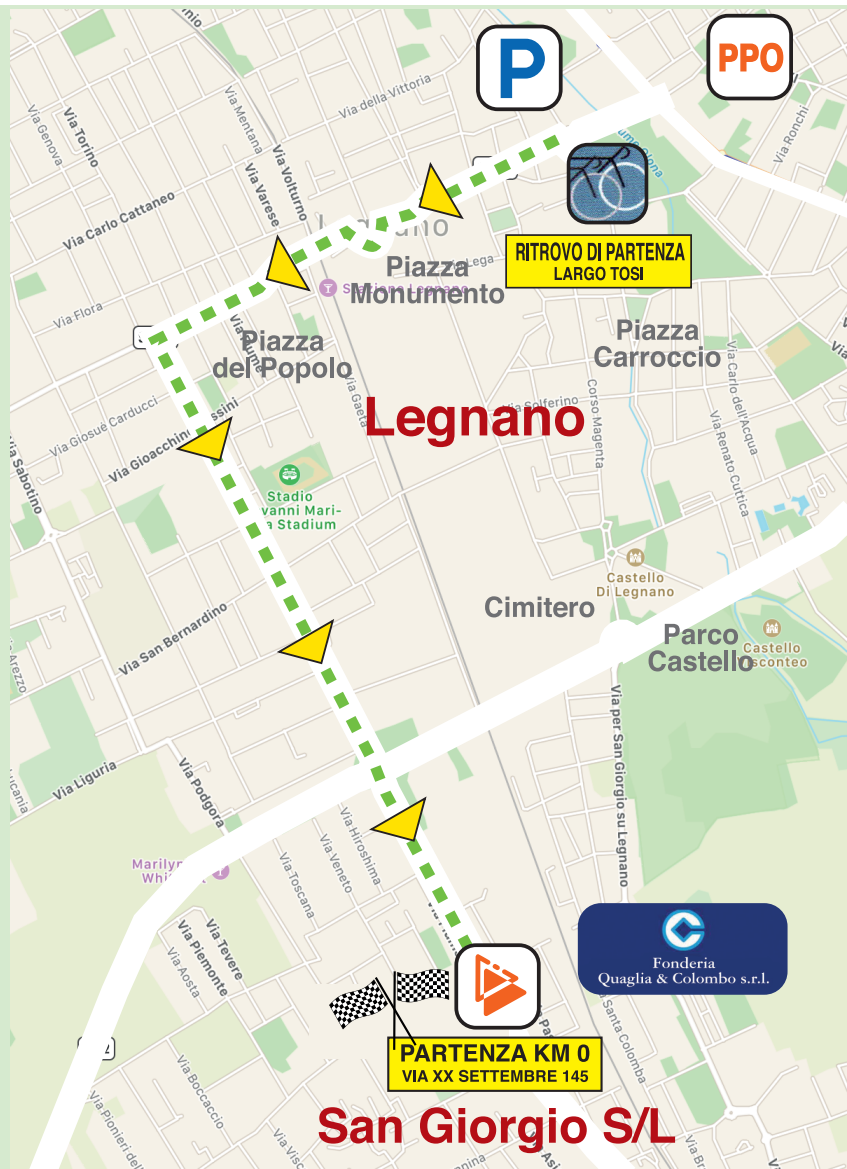 P
PPO
Via della Vittoria
Via Genova
Via Torino
Via Mentana
Via Volturno
Via Varese
Via Ronchi
Via Carlo Cattaneo
RITROVO DI PARTENZA
LARGO TOSI
Piazza
Monumento
Via Flora
Piazza
del Popolo
Piazza
Carroccio
Via Gaeta
Via Solferino
Corso Magenta
Via Carlo dell'Acqua
Via Renato Cuttica
Legnano
Via Giosuè Carducci
Via Sabotino
Stadio
vanni Mari-
a Stadium
Castello
Di Legnano
Cimitero
Parco
Castello
Castello
Visconteo
Via San Bernardino
Via per San Giorgio su Legnano
Via Liguria
Via Podgora
Via Hiroshima
Via Veneto
Via Toscana
Via Tevere
Via Piemonte
Via Aosta
Fonderia
Quaglia & Colombo s.r.l.
PARTENZA KM 0
VIA XX SETTEMBRE 145
Santa Colomba
Via Boccaccio
San Giorgio S/L